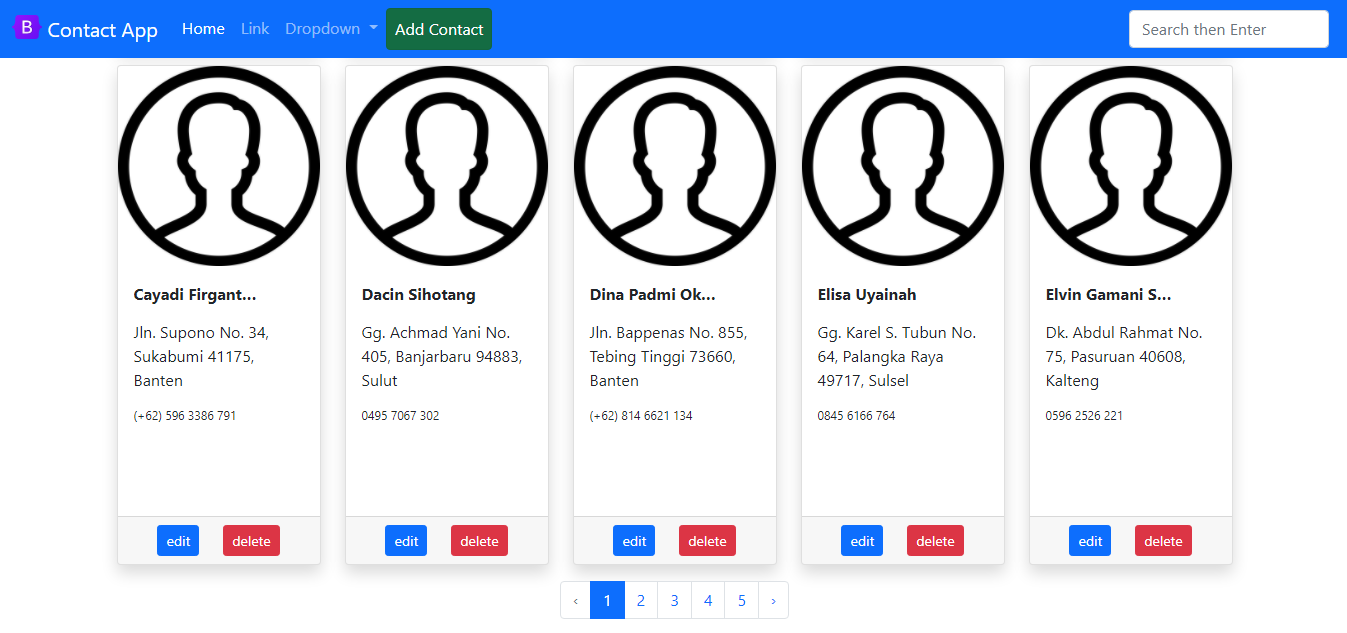 B Contact App Home Link Dropdown Add Contact Search then Enter
Cayadi Firgant...
Jln. Supono No. 34,
Sukabumi 41175,
Banten
(+62) 596 3386 791
edit delete
Dacin Sihotang
Gg. Achmad Yani No.
405, Banjarbaru 94883,
Sulut
0495 7067 302
edit delete
Dina Padmi Ok...
Jln. Bappenas No. 855,
Tebing Tinggi 73660,
Banten
(+62) 814 6621 134
edit delete
Elisa Uyainah
Gg. Karel S. Tubun No.
64, Palangka Raya
49717, Sulsel
0845 6166 764
edit delete
Elvin Gamani S...
Dk. Abdul Rahmat No.
75, Pasuruan 40608,
Kalteng
0596 2526 221
edit delete
‹ 1 2 3 4 5 ›